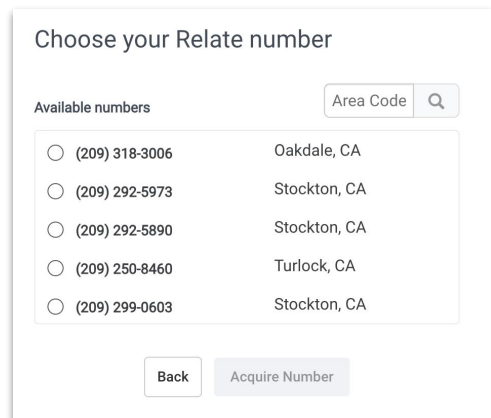 Choose your Relate number
Available numbers Area Code
(209) 318-3006 Oakdale, CA
(209) 292-5973 Stockton, CA
(209) 292-5890 Stockton, CA
(209) 250-8460 Turlock, CA
(209) 299-0603 Stockton, CA
Back Acquire Number